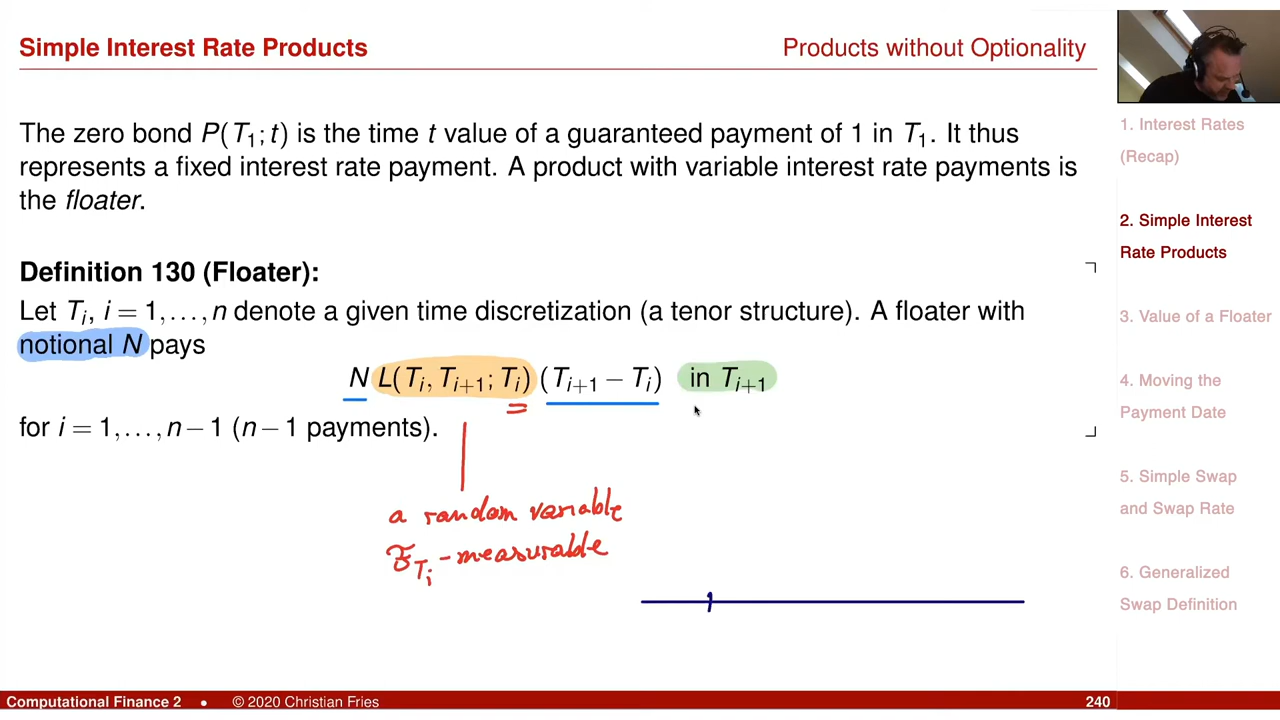 Simple Interest Rate Products
Products without Optionality
The zero bond P(T₁; t) is the time t value of a guaranteed payment of 1 in T₁. It thus
represents a fixed interest rate payment. A product with variable interest rate payments is
the floater.
Definition 130 (Floater):
Let Tᵢ, i = 1,...,n denote a given time discretization (a tenor structure). A floater with
notional N pays
N L(Tᵢ, Tᵢ₊₁; Tᵢ) (Tᵢ₊₁ − Tᵢ) in Tᵢ₊₁
for i = 1,...,n − 1 (n − 1 payments).
a random variable
ℱ_Tᵢ - measurable
1. Interest Rates
(Recap)
2. Simple Interest
Rate Products
3. Value of a Floater
4. Moving the
Payment Date
5. Simple Swap
and Swap Rate
6. Generalized
Swap Definition
Computational Finance 2 • © 2020 Christian Fries
240